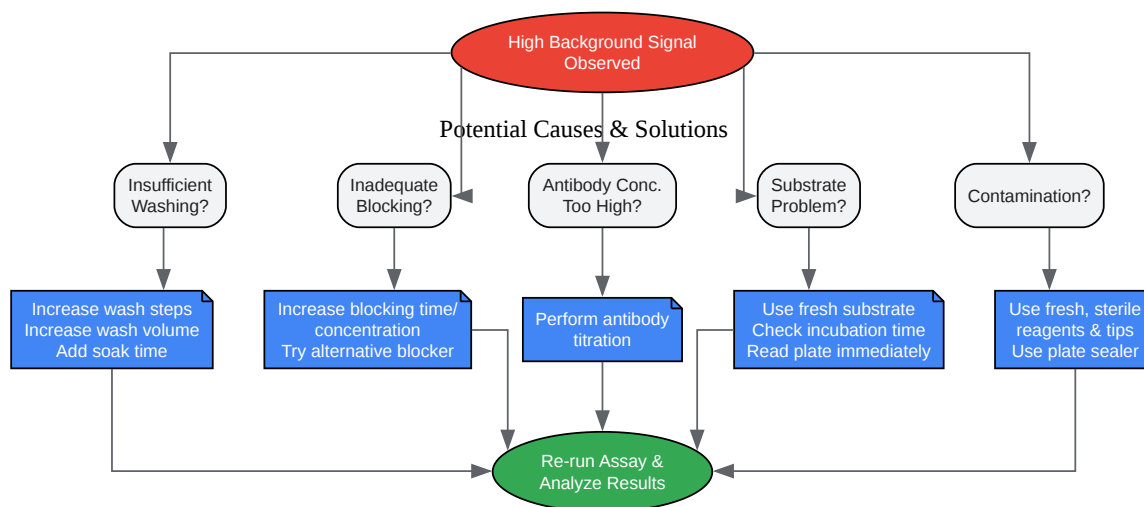 High Background Signal
Observed
Potential Causes & Solutions
Insufficient
Washing?
Inadequate
Blocking?
Antibody Conc.
Too High?
Substrate
Problem?
Contamination?
Increase wash steps
Increase wash volume
Add soak time
Increase blocking time/
concentration
Try alternative blocker
Perform antibody
titration
Use fresh substrate
Check incubation time
Read plate immediately
Use fresh, sterile
reagents & tips
Use plate sealer
Re-run Assay &
Analyze Results